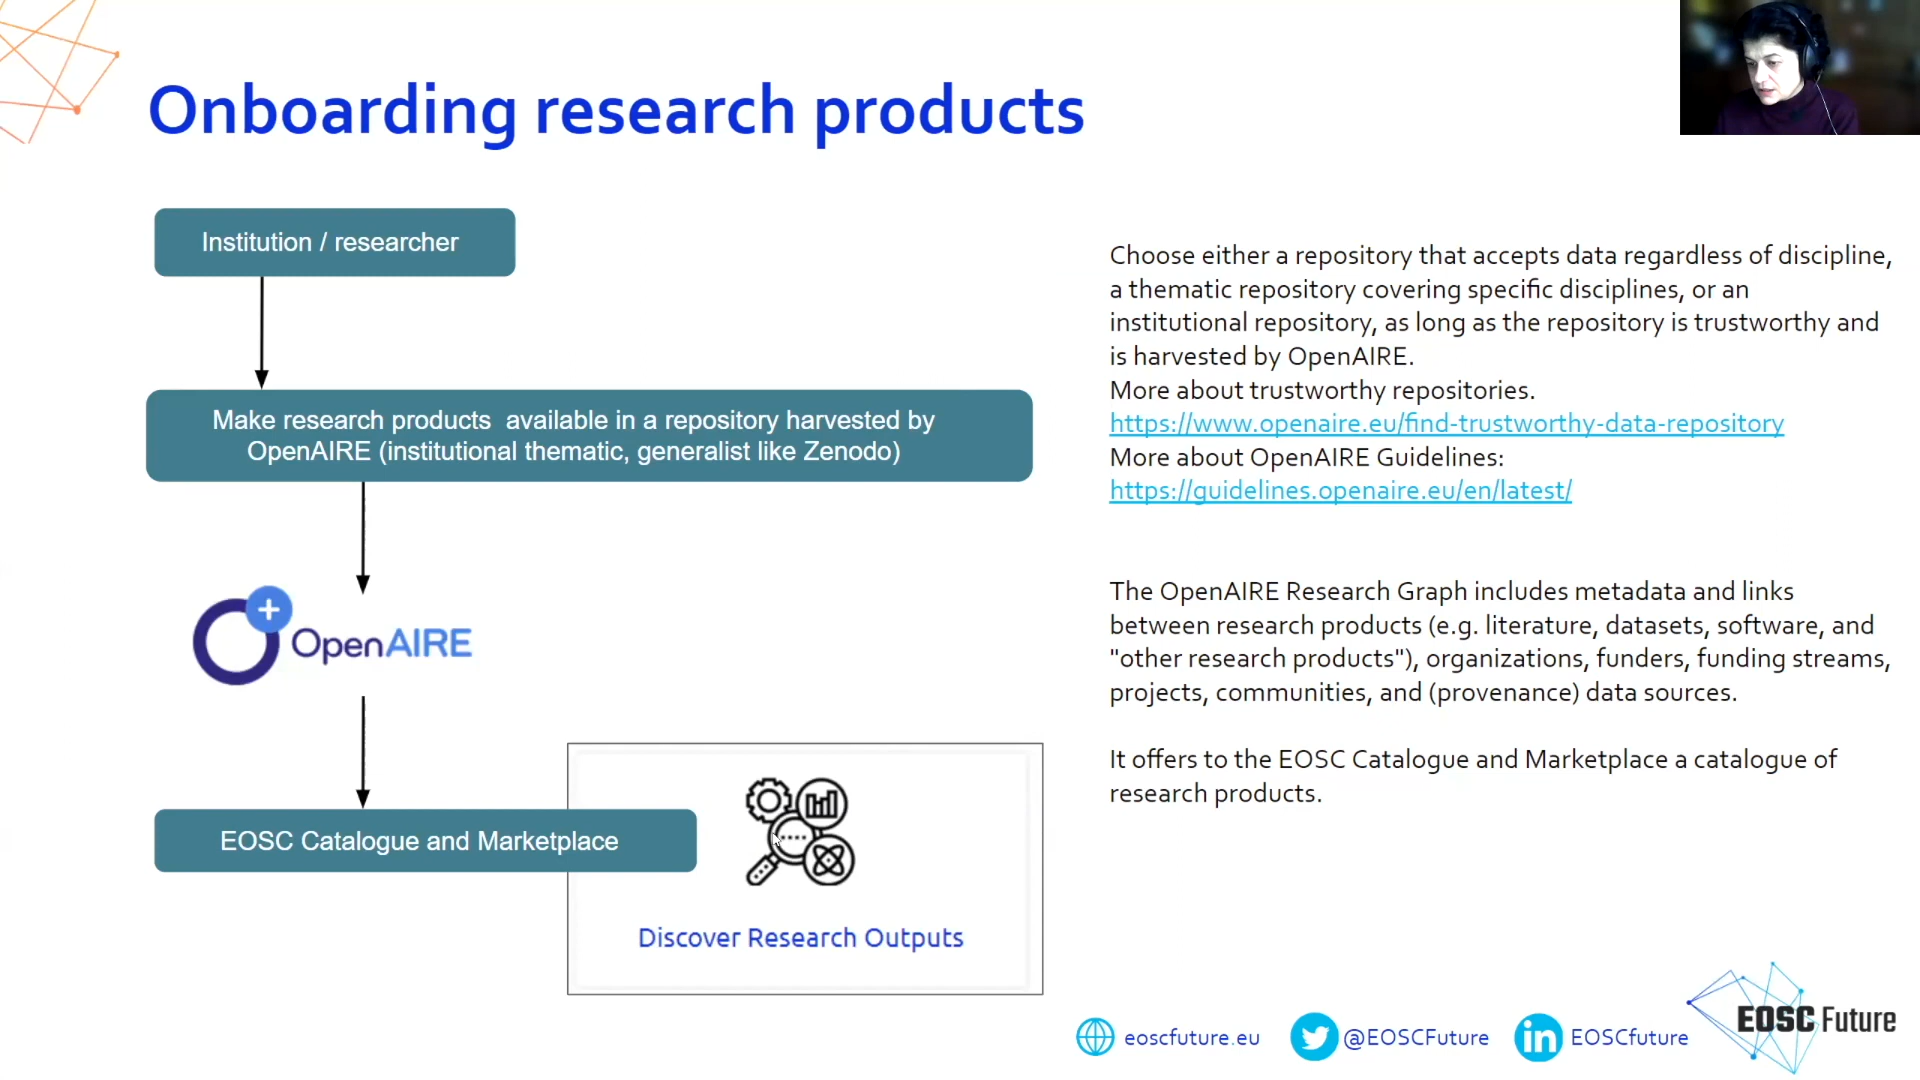 Onboarding research products
Institution / researcher
Make research products  available in a repository harvested by
OpenAIRE (institutional thematic, generalist like Zenodo)
OpenAIRE
EOSC Catalogue and Marketplace
Discover Research Outputs
Choose either a repository that accepts data regardless of discipline,
a thematic repository covering specific disciplines, or an
institutional repository, as long as the repository is trustworthy and
is harvested by OpenAIRE.
More about trustworthy repositories.
https://www.openaire.eu/find-trustworthy-data-repository
More about OpenAIRE Guidelines:
https://guidelines.openaire.eu/en/latest/
The OpenAIRE Research Graph includes metadata and links
between research products (e.g. literature, datasets, software, and
"other research products"), organizations, funders, funding streams,
projects, communities, and (provenance) data sources.
It offers to the EOSC Catalogue and Marketplace a catalogue of
research products.
eoscfuture.eu
@EOSCFuture
in EOSCfuture
EOSC Future